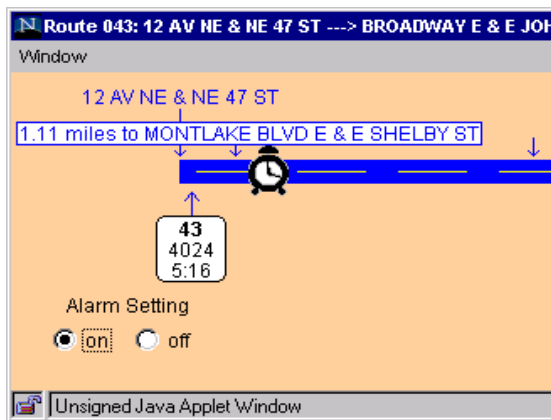 Route 043: 12 AV NE & NE 47 ST ---> BROADWAY E & E JOH
Window
12 AV NE & NE 47 ST
1.11 miles to MONTLAKE BLVD E & E SHELBY ST
43
4024
5:16
Alarm Setting
on off
Unsigned Java Applet Window